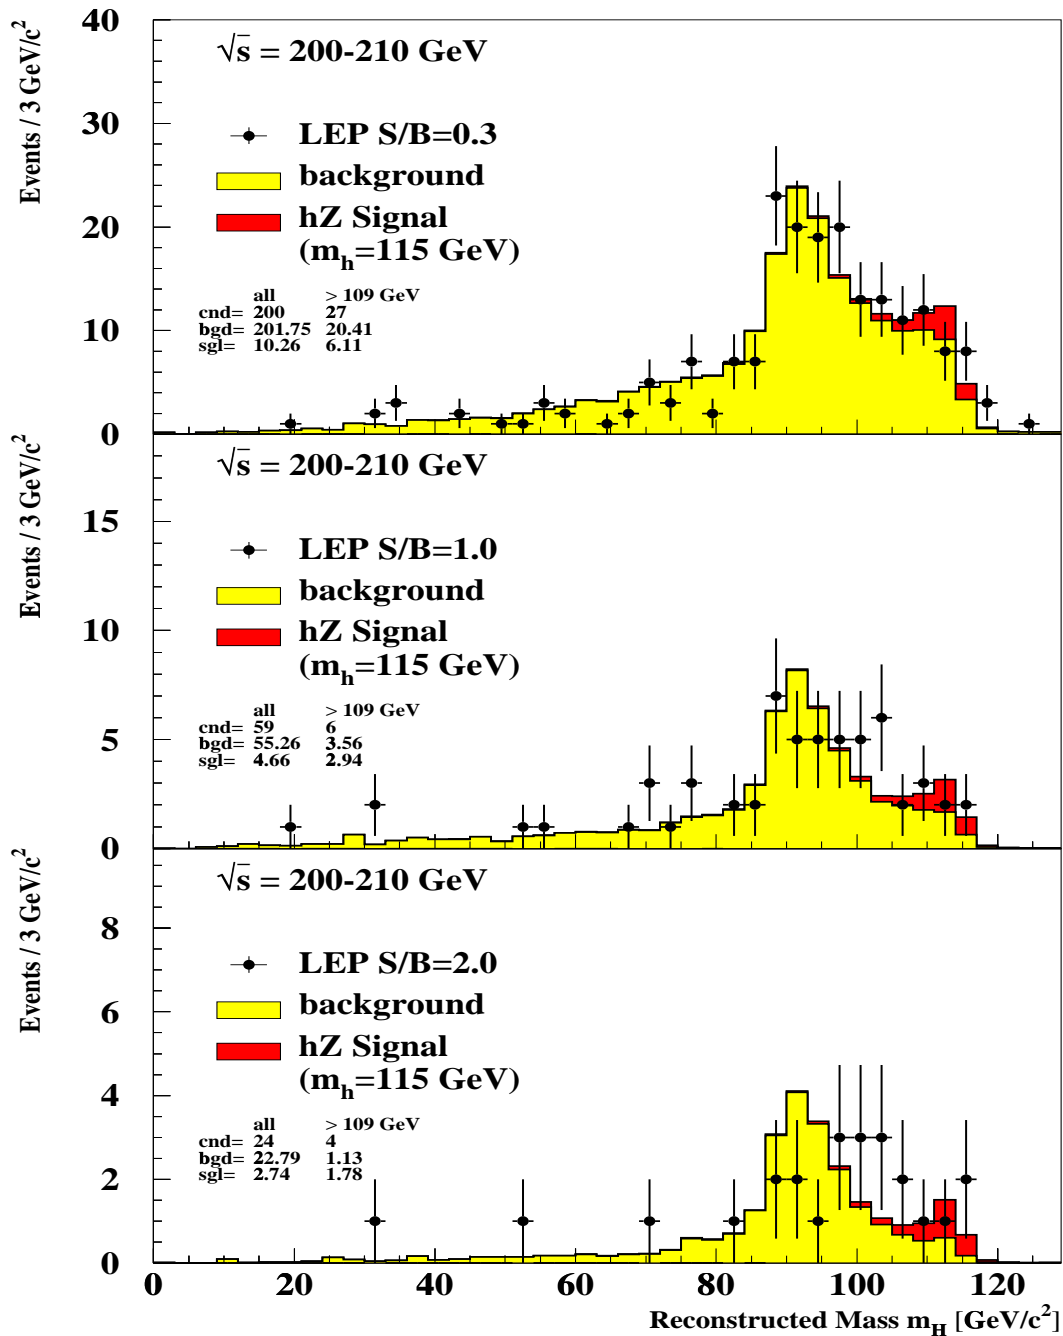 Events / 3 GeV/c²
40
30
20
10
0
√s = 200-210 GeV
LEP S/B=0.3
background
hZ Signal
(m_h=115 GeV)
all > 109 GeV
cnd= 200 27
bgd= 201.75 20.41
sgl= 10.26 6.11
Events / 3 GeV/c²
15
10
5
0
√s = 200-210 GeV
LEP S/B=1.0
background
hZ Signal
(m_h=115 GeV)
all > 109 GeV
cnd= 59 6
bgd= 55.26 3.56
sgl= 4.66 2.94
Events / 3 GeV/c²
8
6
4
2
0
√s = 200-210 GeV
LEP S/B=2.0
background
hZ Signal
(m_h=115 GeV)
all > 109 GeV
cnd= 24 4
bgd= 22.79 1.13
sgl= 2.74 1.78
0 20 40 60 80 100 120
Reconstructed Mass m_H [GeV/c²]